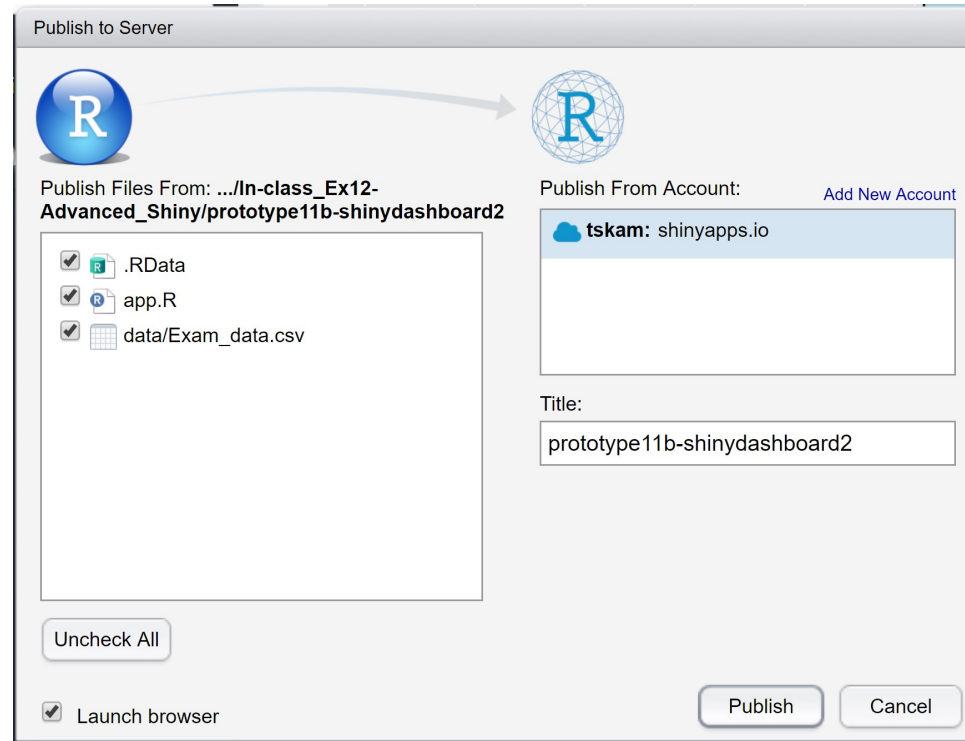 Publish to Server
R
R
Publish Files From: .../In-class_Ex12-
Advanced_Shiny/prototype11b-shinydashboard2
R .RData
R app.R
data/Exam_data.csv
Uncheck All
Launch browser
Publish From Account:
Add New Account
tskam: shinyapps.io
Title:
prototype11b-shinydashboard2
Publish
Cancel